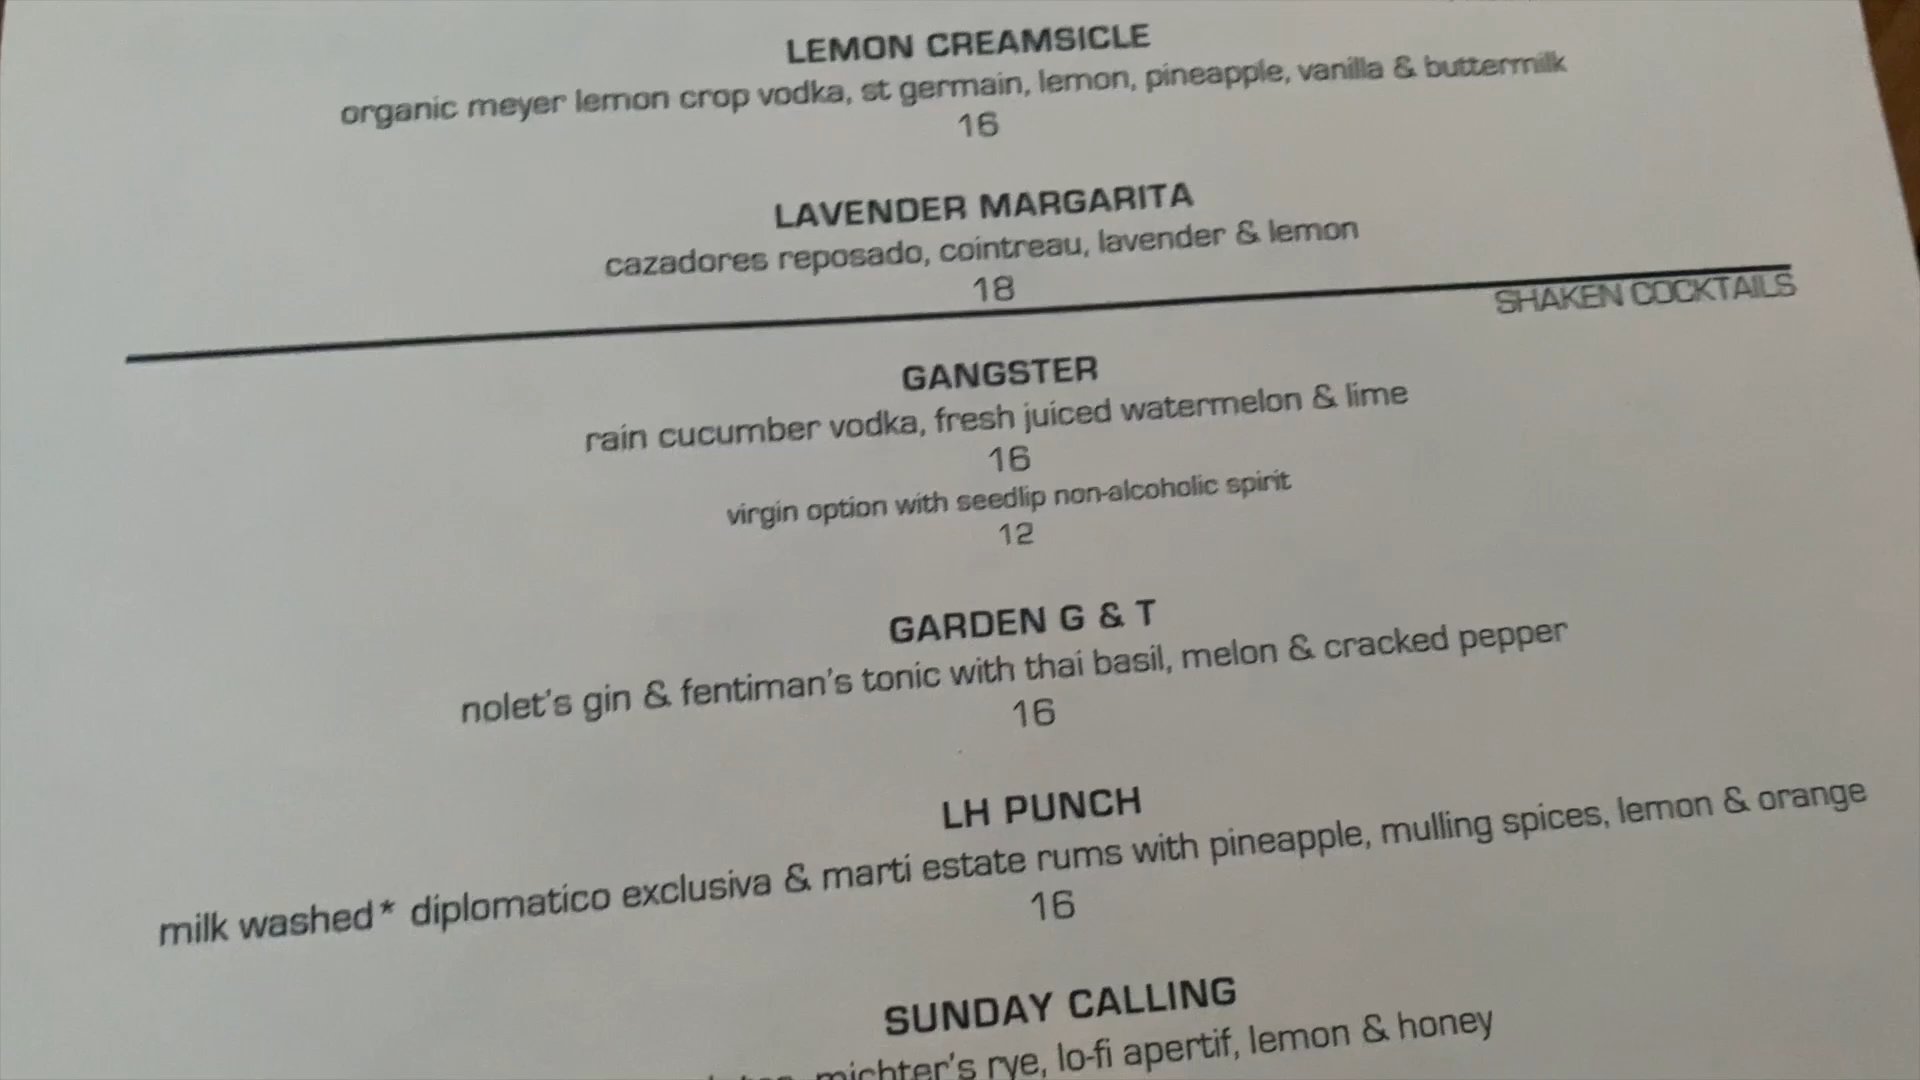 LEMON CREAMSICLE
organic meyer lemon crop vodka, st germain, lemon, pineapple, vanilla & buttermilk
16
LAVENDER MARGARITA
cazadores reposado, cointreau, lavender & lemon
18
SHAKEN COCKTAILS
GANGSTER
rain cucumber vodka, fresh juiced watermelon & lime
16
virgin option with seedlip non-alcoholic spirit
12
GARDEN G & T
nolet's gin & fentiman's tonic with thai basil, melon & cracked pepper
16
LH PUNCH
milk washed* diplomatico exclusiva & marti estate rums with pineapple, mulling spices, lemon & orange
16
SUNDAY CALLING
michter's rye, lo-fi apertif, lemon & honey